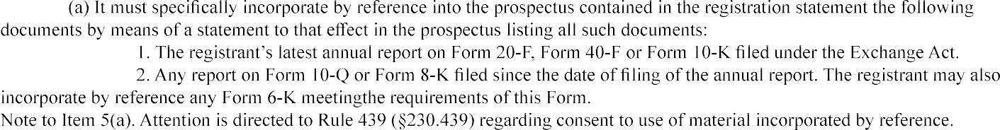 (a) It must specifically incorporate by reference into the prospectus contained in the registration statement the following
documents by means of a statement to that effect in the prospectus listing all such documents:
1. The registrant's latest annual report on Form 20-F, Form 40-F or Form 10-K filed under the Exchange Act.
2. Any report on Form 10-Q or Form 8-K filed since the date of filing of the annual report. The registrant may also
incorporate by reference any Form 6-K meetingthe requirements of this Form.
Note to Item 5(a). Attention is directed to Rule 439 (§230.439) regarding consent to use of material incorporated by reference.